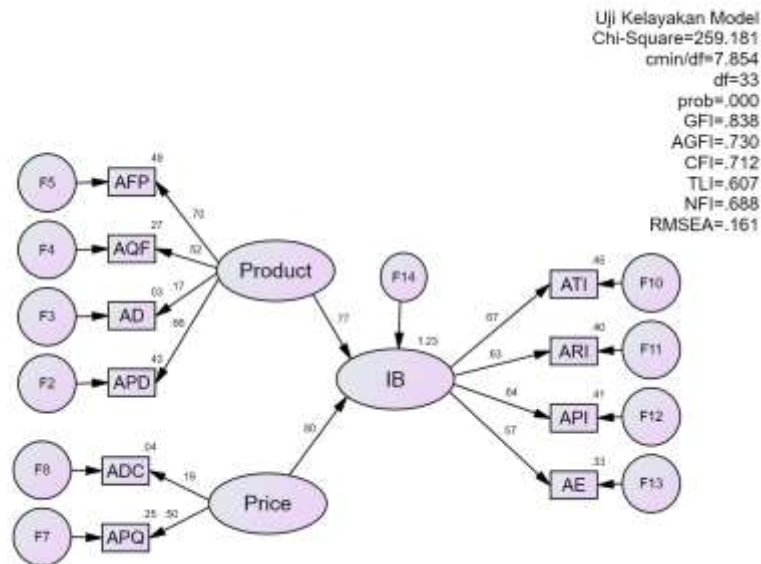 Uji Kelayakan Model
Chi-Square=259.181
cmin/df=7.854
df=33
prob=.000
GFI=.838
AGFI=.730
CFI=.712
TLI=.607
NFI=.688
RMSEA=.161
.49
F5 AFP
.70
.27
F4 AQF .52
Product
.17
.03
F3 AD
.66
.43
F2 APD
.77
F14
1.23
IB
.80
.04
F8 ADC
.19
.25 .50
F7 APQ
Price
.46
ATI F10
.67
.40
ARI F11
.63
.41
API F12
.64
.57
.33
AE F13